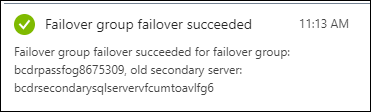 Failover group failover succeeded 11:13 AM
Failover group failover succeeded for failover group:
bcdrpassfog8675309, old secondary server:
bcdrsecondarysqlservervfcumtoavlfg6